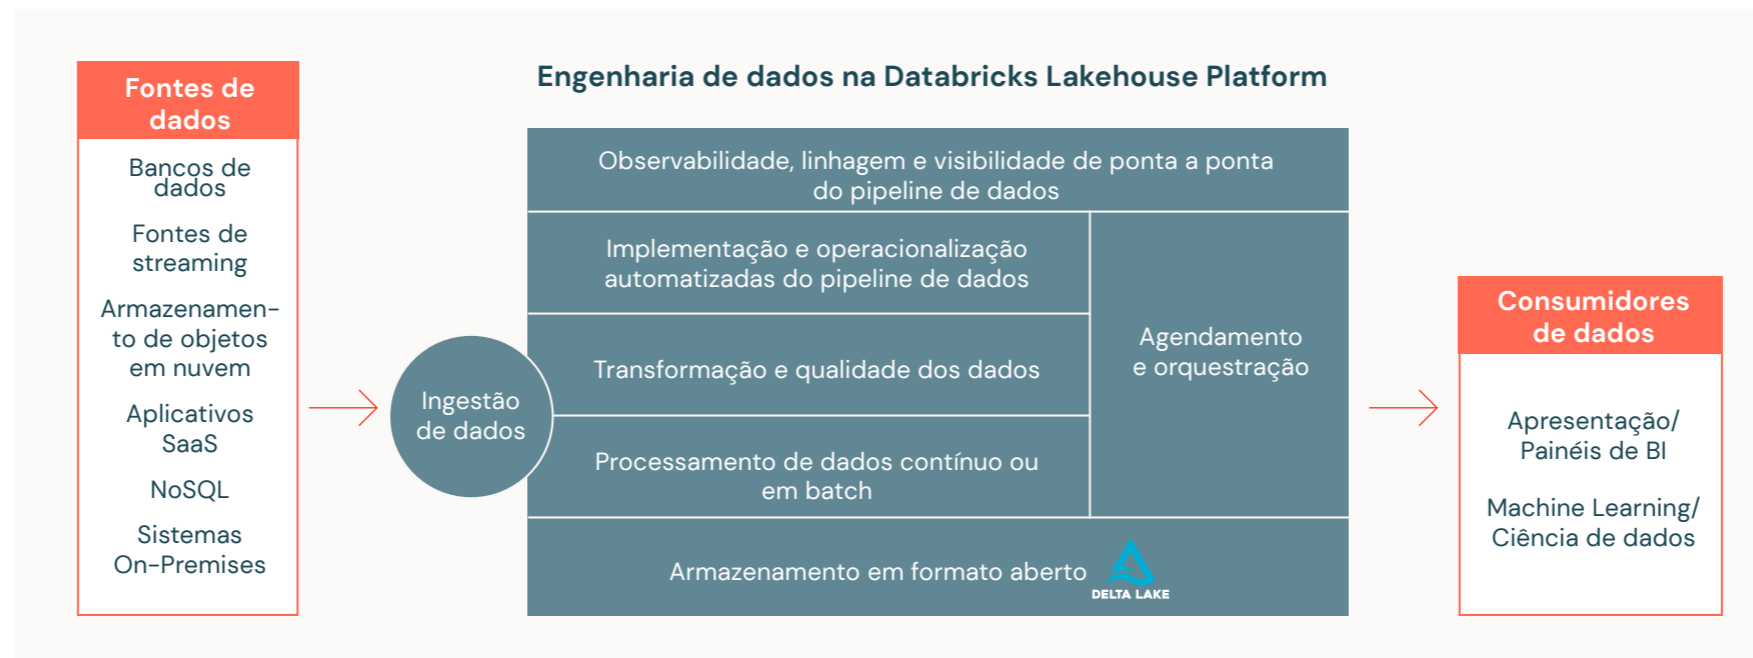 Engenharia de dados na Databricks Lakehouse Platform
Fontes de
dados
Bancos de
dados
Fontes de
streaming
Armazenamen-
to de objetos
em nuvem
Aplicativos
SaaS
NoSQL
Sistemas
On-Premises
Ingestão
de dados
Observabilidade, linhagem e visibilidade de ponta a ponta
do pipeline de dados
Implementação e operacionalização
automatizadas do pipeline de dados
Transformação e qualidade dos dados
Processamento de dados contínuo ou
em batch
Agendamento
e orquestração
Armazenamento em formato aberto
DELTA LAKE
Consumidores
de dados
Apresentação/
Painéis de BI
Machine Learning/
Ciência de dados